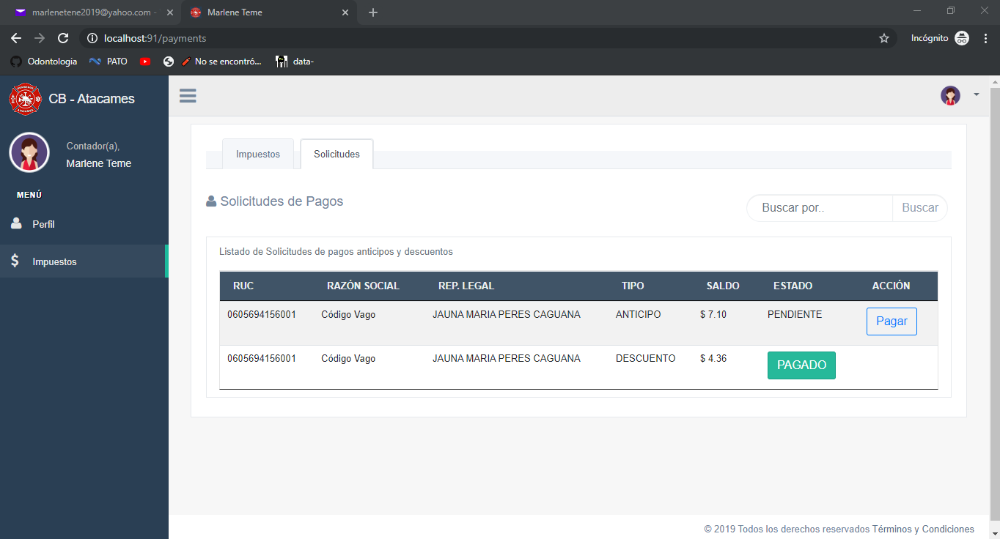 marlenetene2019@yahoo.com -
Marlene Teme
localhost:91/payments
Incógnito
Odontologia PATO No se encontró... data-
CB - Atacames
Contador(a),
Marlene Teme
MENÚ
Perfil
Impuestos
Impuestos Solicitudes
Solicitudes de Pagos
Buscar por.. Buscar
Listado de Solicitudes de pagos anticipos y descuentos
RUC RAZÓN SOCIAL REP. LEGAL TIPO SALDO ESTADO ACCIÓN
0605694156001 Código Vago JAUNA MARIA PERES CAGUANA ANTICIPO $ 7.10 PENDIENTE Pagar
0605694156001 Código Vago JAUNA MARIA PERES CAGUANA DESCUENTO $ 4.36 PAGADO
© 2019 Todos los derechos reservados Términos y Condiciones